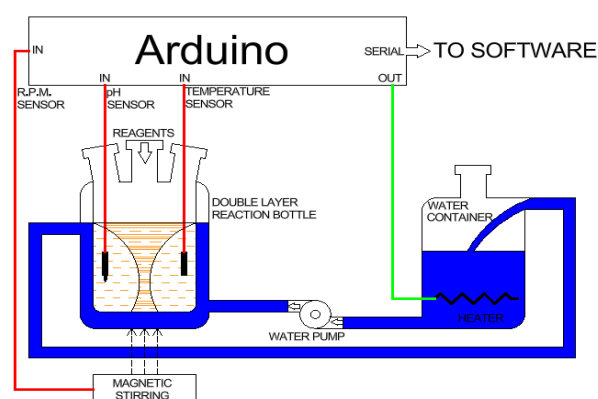 Arduino
IN
SERIAL
TO SOFTWARE
IN
IN
OUT
R.P.M.
SENSOR
pH
SENSOR
TEMPERATURE
SENSOR
REAGENTS
DOUBLE LAYER
REACTION BOTTLE
WATER
CONTAINER
HEATER
WATER PUMP
MAGNETIC
STIRRING